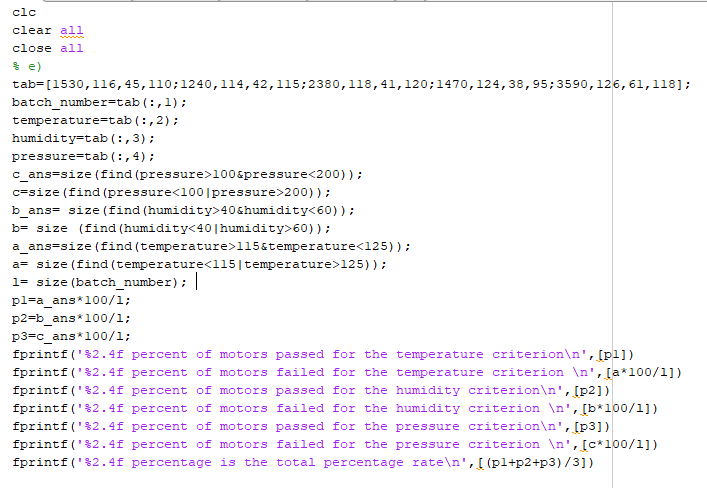 clc
clear all
close all
% e)
tab=[1530,116,45,110;1240,114,42,115;2380,118,41,120;1470,124,38,95;3590,126,61,118];
batch_number=tab(:,1);
temperature=tab(:,2);
humidity=tab(:,3);
pressure=tab(:,4);
c_ans=size(find(pressure>100&pressure<200));
c=size(find(pressure<100|pressure>200));
b_ans= size(find(humidity>40&humidity<60));
b= size (find(humidity<40|humidity>60));
a_ans=size(find(temperature>115&temperature<125));
a= size(find(temperature<115|temperature>125));
l= size(batch_number);
p1=a_ans*100/l;
p2=b_ans*100/l;
p3=c_ans*100/l;
fprintf('%2.4f percent of motors passed for the temperature criterion\n',[p1])
fprintf('%2.4f percent of motors failed for the temperature criterion \n',[a*100/l])
fprintf('%2.4f percent of motors passed for the humidity criterion\n',[p2])
fprintf('%2.4f percent of motors failed for the humidity criterion \n',[b*100/l])
fprintf('%2.4f percent of motors passed for the pressure criterion\n',[p3])
fprintf('%2.4f percent of motors failed for the pressure criterion \n',[c*100/l])
fprintf('%2.4f percentage is the total percentage rate\n',[(p1+p2+p3)/3])